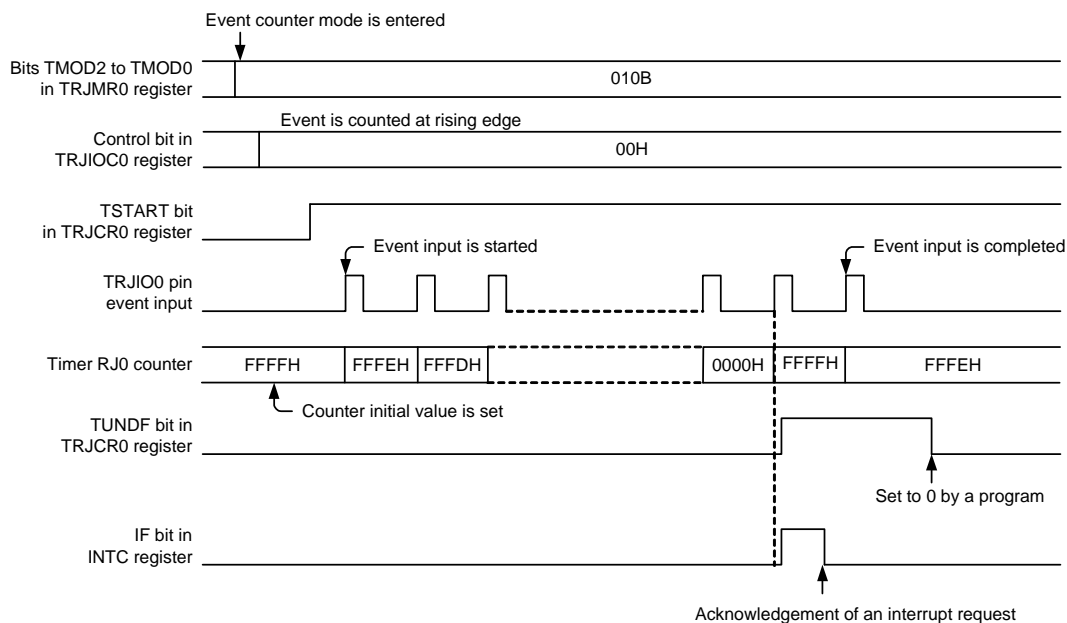 Event counter mode is entered
Bits TMOD2 to TMOD0
in TRJMR0 register
010B
Event is counted at rising edge
Control bit in
TRJIOC0 register
00H
TSTART bit
in TRJCR0 register
Event input is started
Event input is completed
TRJIO0 pin
event input
Timer RJ0 counter
FFFFH
FFFEH
FFFDH
0000H
FFFFH
FFFEH
Counter initial value is set
TUNDF bit in
TRJCR0 register
Set to 0 by a program
IF bit in
INTC register
Acknowledgement of an interrupt request